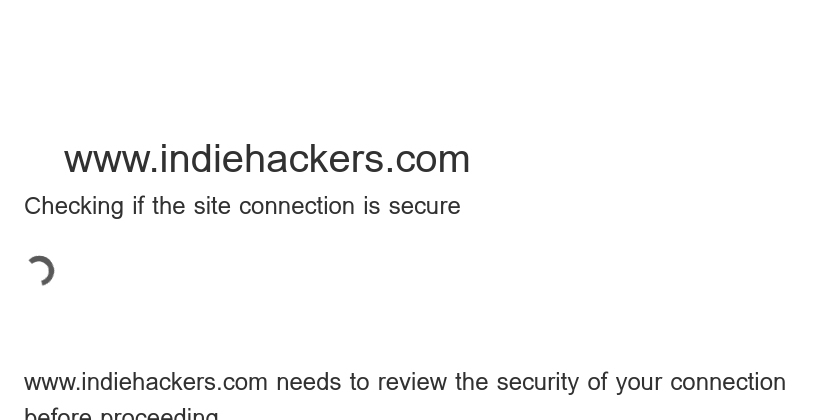 www.indiehackers.com
Checking if the site connection is secure
www.indiehackers.com needs to review the security of your connection
before proceeding.